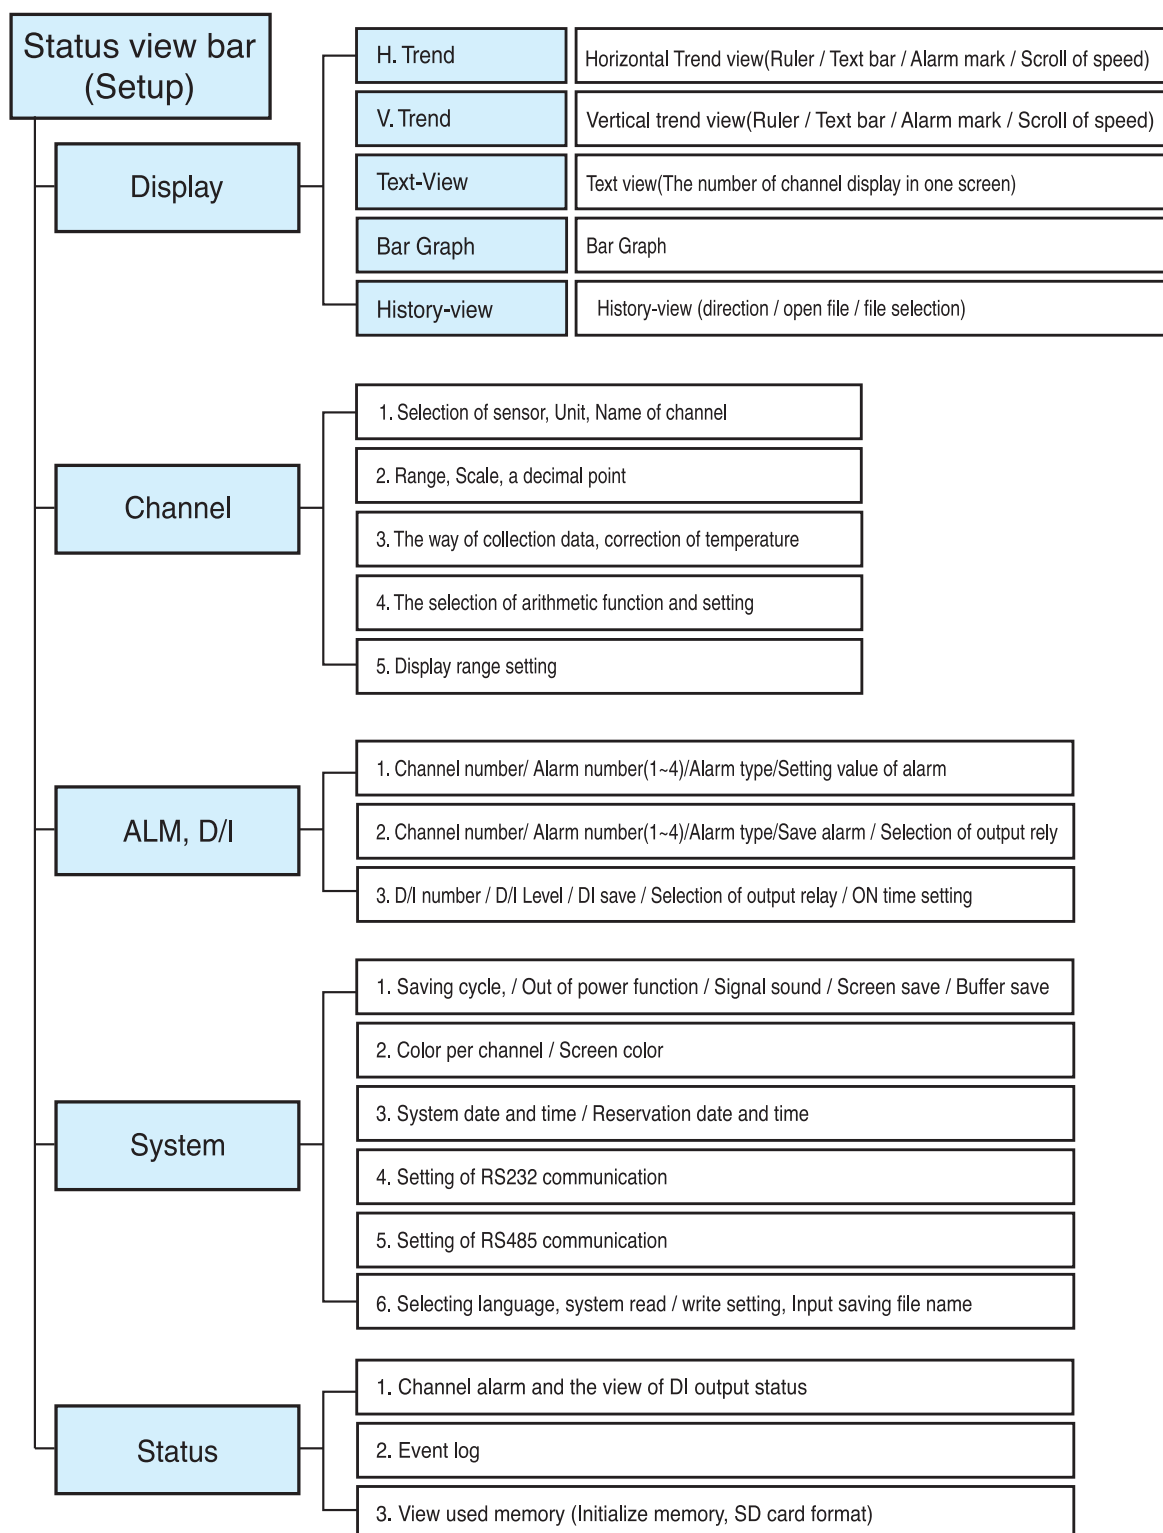 Status view bar
(Setup)
Display
H. Trend
Horizontal Trend view(Ruler / Text bar / Alarm mark / Scroll of speed)
V. Trend
Vertical trend view(Ruler / Text bar / Alarm mark / Scroll of speed)
Text-View
Text view(The number of channel display in one screen)
Bar Graph
Bar Graph
History-view
History-view (direction / open file / file selection)
Channel
1. Selection of sensor, Unit, Name of channel
2. Range, Scale, a decimal point
3. The way of collection data, correction of temperature
4. The selection of arithmetic function and setting
5. Display range setting
ALM, D/I
1. Channel number/ Alarm number(1~4)/Alarm type/Setting value of alarm
2. Channel number/ Alarm number(1~4)/Alarm type/Save alarm / Selection of output rely
3. D/I number / D/I Level / DI save / Selection of output relay / ON time setting
System
1. Saving cycle, / Out of power function / Signal sound / Screen save / Buffer save
2. Color per channel / Screen color
3. System date and time / Reservation date and time
4. Setting of RS232 communication
5. Setting of RS485 communication
6. Selecting language, system read / write setting, Input saving file name
Status
1. Channel alarm and the view of DI output status
2. Event log
3. View used memory (Initialize memory, SD card format)